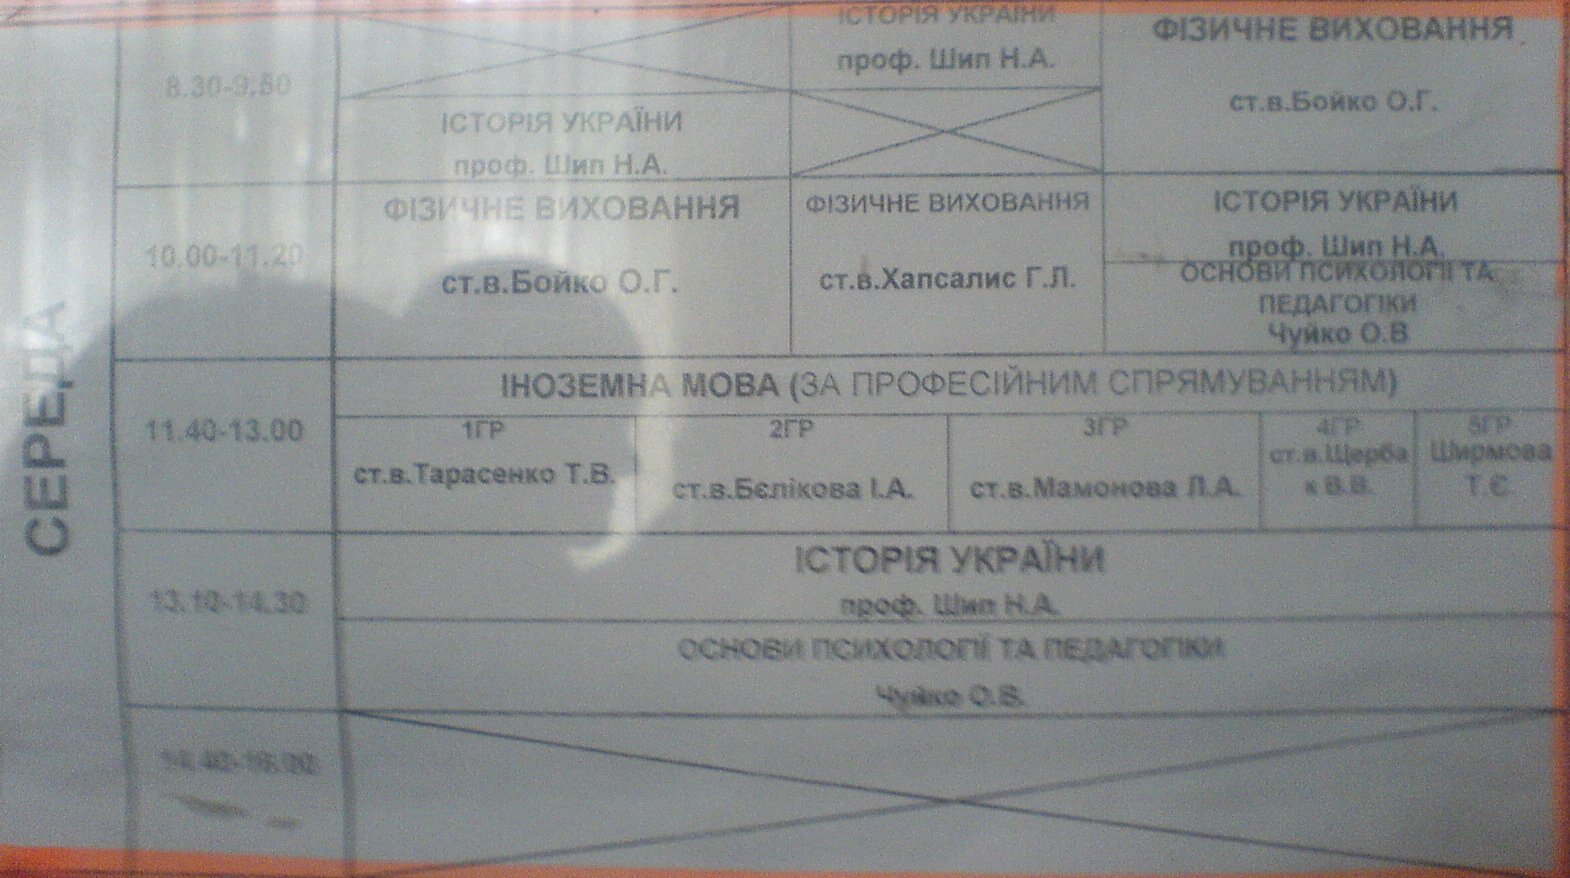 СЕРЕДА
8.30-9.50
ІСТОРІЯ УКРАЇНИ
проф. Шип Н.А.
ІСТОРІЯ УКРАЇНИ
проф. Шип Н.А.
ФІЗИЧНЕ ВИХОВАННЯ
ст.в.Бойко О.Г.
10.00-11.20
ФІЗИЧНЕ ВИХОВАННЯ
ст.в.Бойко О.Г.
ФІЗИЧНЕ ВИХОВАННЯ
ст.в.Хапсалис Г.Л.
ІСТОРІЯ УКРАЇНИ
проф. Шип Н.А.
ОСНОВИ ПСИХОЛОГІЇ ТА
ПЕДАГОГІКИ
Чуйко О.В
11.40-13.00
ІНОЗЕМНА МОВА (ЗА ПРОФЕСІЙНИМ СПРЯМУВАННЯМ)
1ГР
ст.в.Тарасенко Т.В.
2ГР
ст.в.Бєлікова І.А.
3ГР
ст.в.Мамонова Л.А.
4ГР
ст.в.Щерба
к В.В.
5ГР
Ширмова
Т.Є
13.10-14.30
ІСТОРІЯ УКРАЇНИ
проф. Шип Н.А.
ОСНОВИ ПСИХОЛОГІЇ ТА ПЕДАГОГІКИ
Чуйко О.В.
14.40-16.00